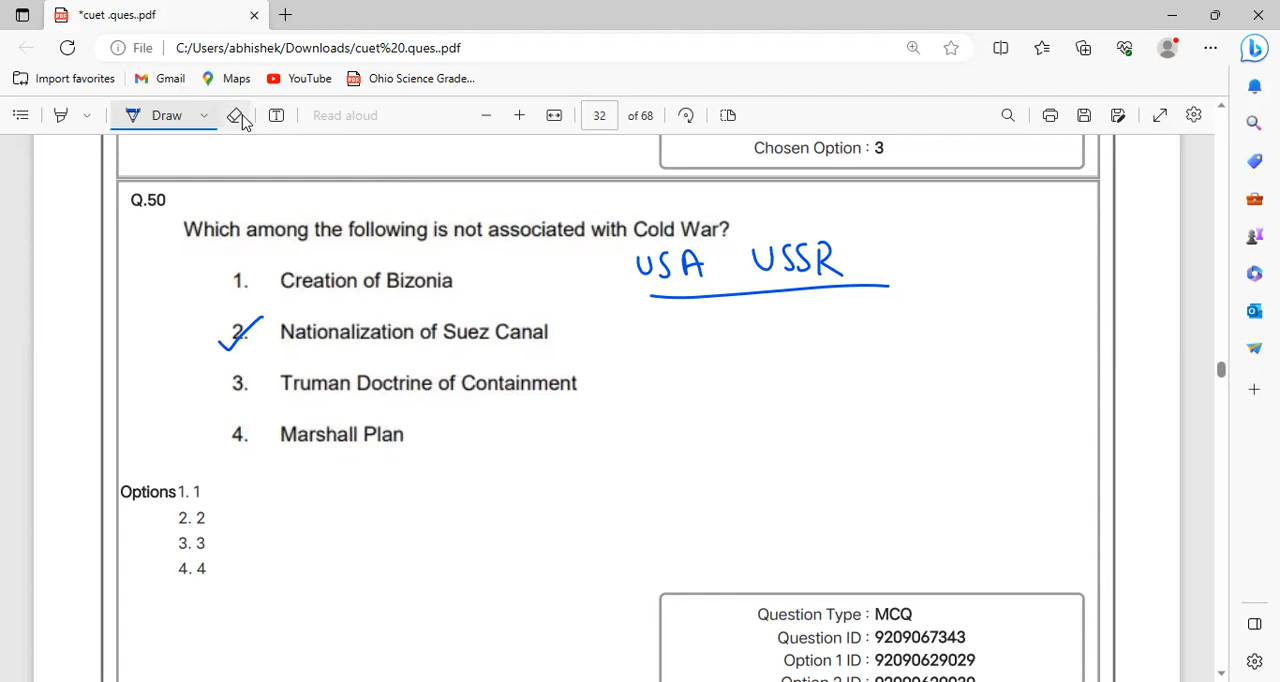 *cuet .ques..pdf
File C:/Users/abhishek/Downloads/cuet%20.ques..pdf
Import favorites Gmail Maps YouTube Ohio Science Grade...
Draw Read aloud 32 of 68
Chosen Option : 3
Q.50
Which among the following is not associated with Cold War?
USA USSR
1. Creation of Bizonia
2. Nationalization of Suez Canal
3. Truman Doctrine of Containment
4. Marshall Plan
Options 1. 1
2. 2
3. 3
4. 4
Question Type : MCQ
Question ID : 9209067343
Option 1 ID : 92090629029
Option 2 ID : 92090629030